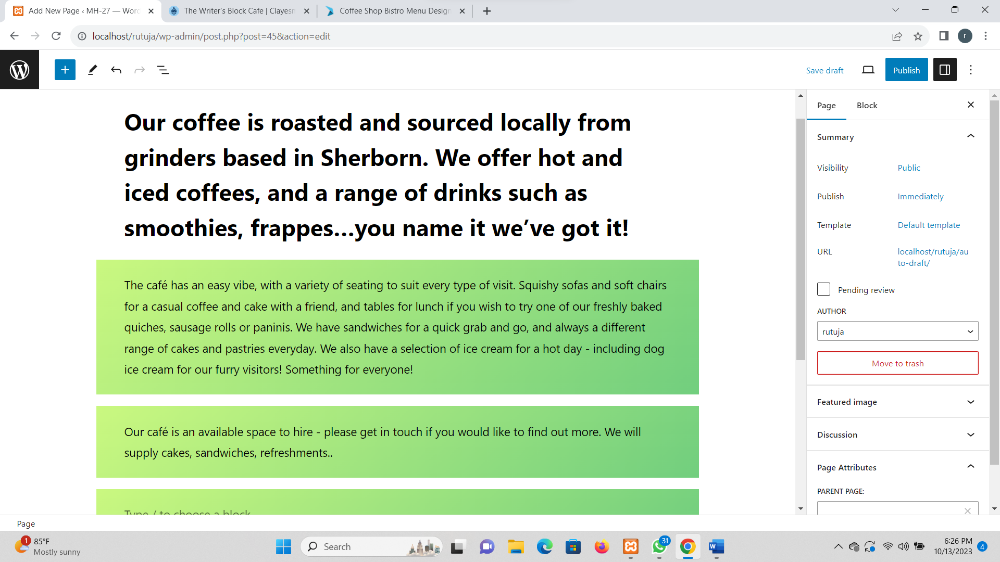 Add New Page ‹ MH-27 — Word
The Writer's Block Cafe | Clayesm
Coffee Shop Bistro Menu Design
localhost/rutuja/wp-admin/post.php?post=45&action=edit
r
Save draft
Publish
Our coffee is roasted and sourced locally from
grinders based in Sherborn. We offer hot and
iced coffees, and a range of drinks such as
smoothies, frappes…you name it we’ve got it!
The café has an easy vibe, with a variety of seating to suit every type of visit. Squishy sofas and soft chairs
for a casual coffee and cake with a friend, and tables for lunch if you wish to try one of our freshly baked
quiches, sausage rolls or paninis. We have sandwiches for a quick grab and go, and always a different
range of cakes and pastries everyday. We also have a selection of ice cream for a hot day - including dog
ice cream for our furry visitors! Something for everyone!
Our café is an available space to hire - please get in touch if you would like to find out more. We will
supply cakes, sandwiches, refreshments..
Type / to choose a block
Page
Block
Summary
Visibility
Public
Publish
Immediately
Template
Default template
URL
localhost/rutuja/au
to-draft/
Pending review
AUTHOR
rutuja
Move to trash
Featured image
Discussion
Page Attributes
PARENT PAGE:
Page
1
85°F
Mostly sunny
Search
31
W
6:26 PM
10/13/2023
4